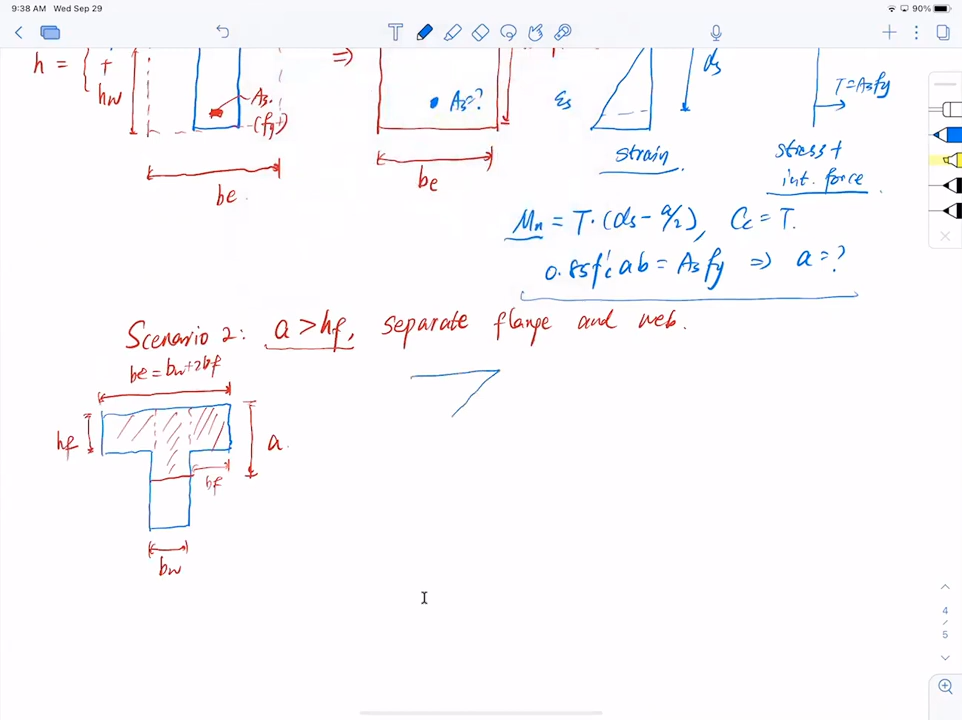 9:38 AM Wed Sep 29
90%
T
h = { + hw
⇒
As.
(fy)
be
As=?
be
εs
ds
strain
T=Asfy
stress +
int. force
Mn = T·(ds - a/2), Cc = T.
0.85f'c ab = Asfy ⇒ a=?
Scenario 2: a > hf, separate flange and web.
be = bw+2bf
hf
a
bf
bw
4
/
5